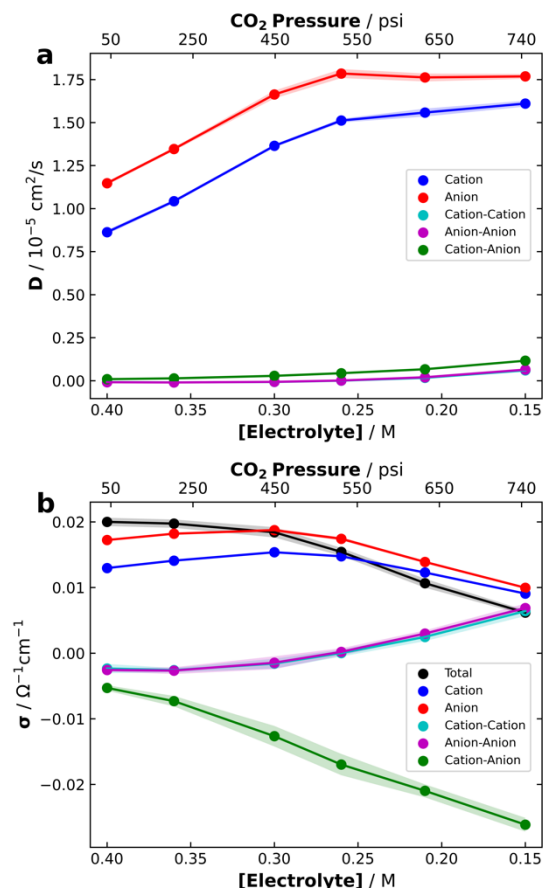 CO₂ Pressure / psi
50 250 450 550 650 740
a
1.75
1.50
1.25
1.00
0.75
0.50
0.25
0.00
D / 10⁻⁵ cm²/s
Cation
Anion
Cation-Cation
Anion-Anion
Cation-Anion
0.40 0.35 0.30 0.25 0.20 0.15
[Electrolyte] / M
CO₂ Pressure / psi
50 250 450 550 650 740
b
0.02
0.01
0.00
−0.01
−0.02
σ / Ω⁻¹cm⁻¹
Total
Cation
Anion
Cation-Cation
Anion-Anion
Cation-Anion
0.40 0.35 0.30 0.25 0.20 0.15
[Electrolyte] / M